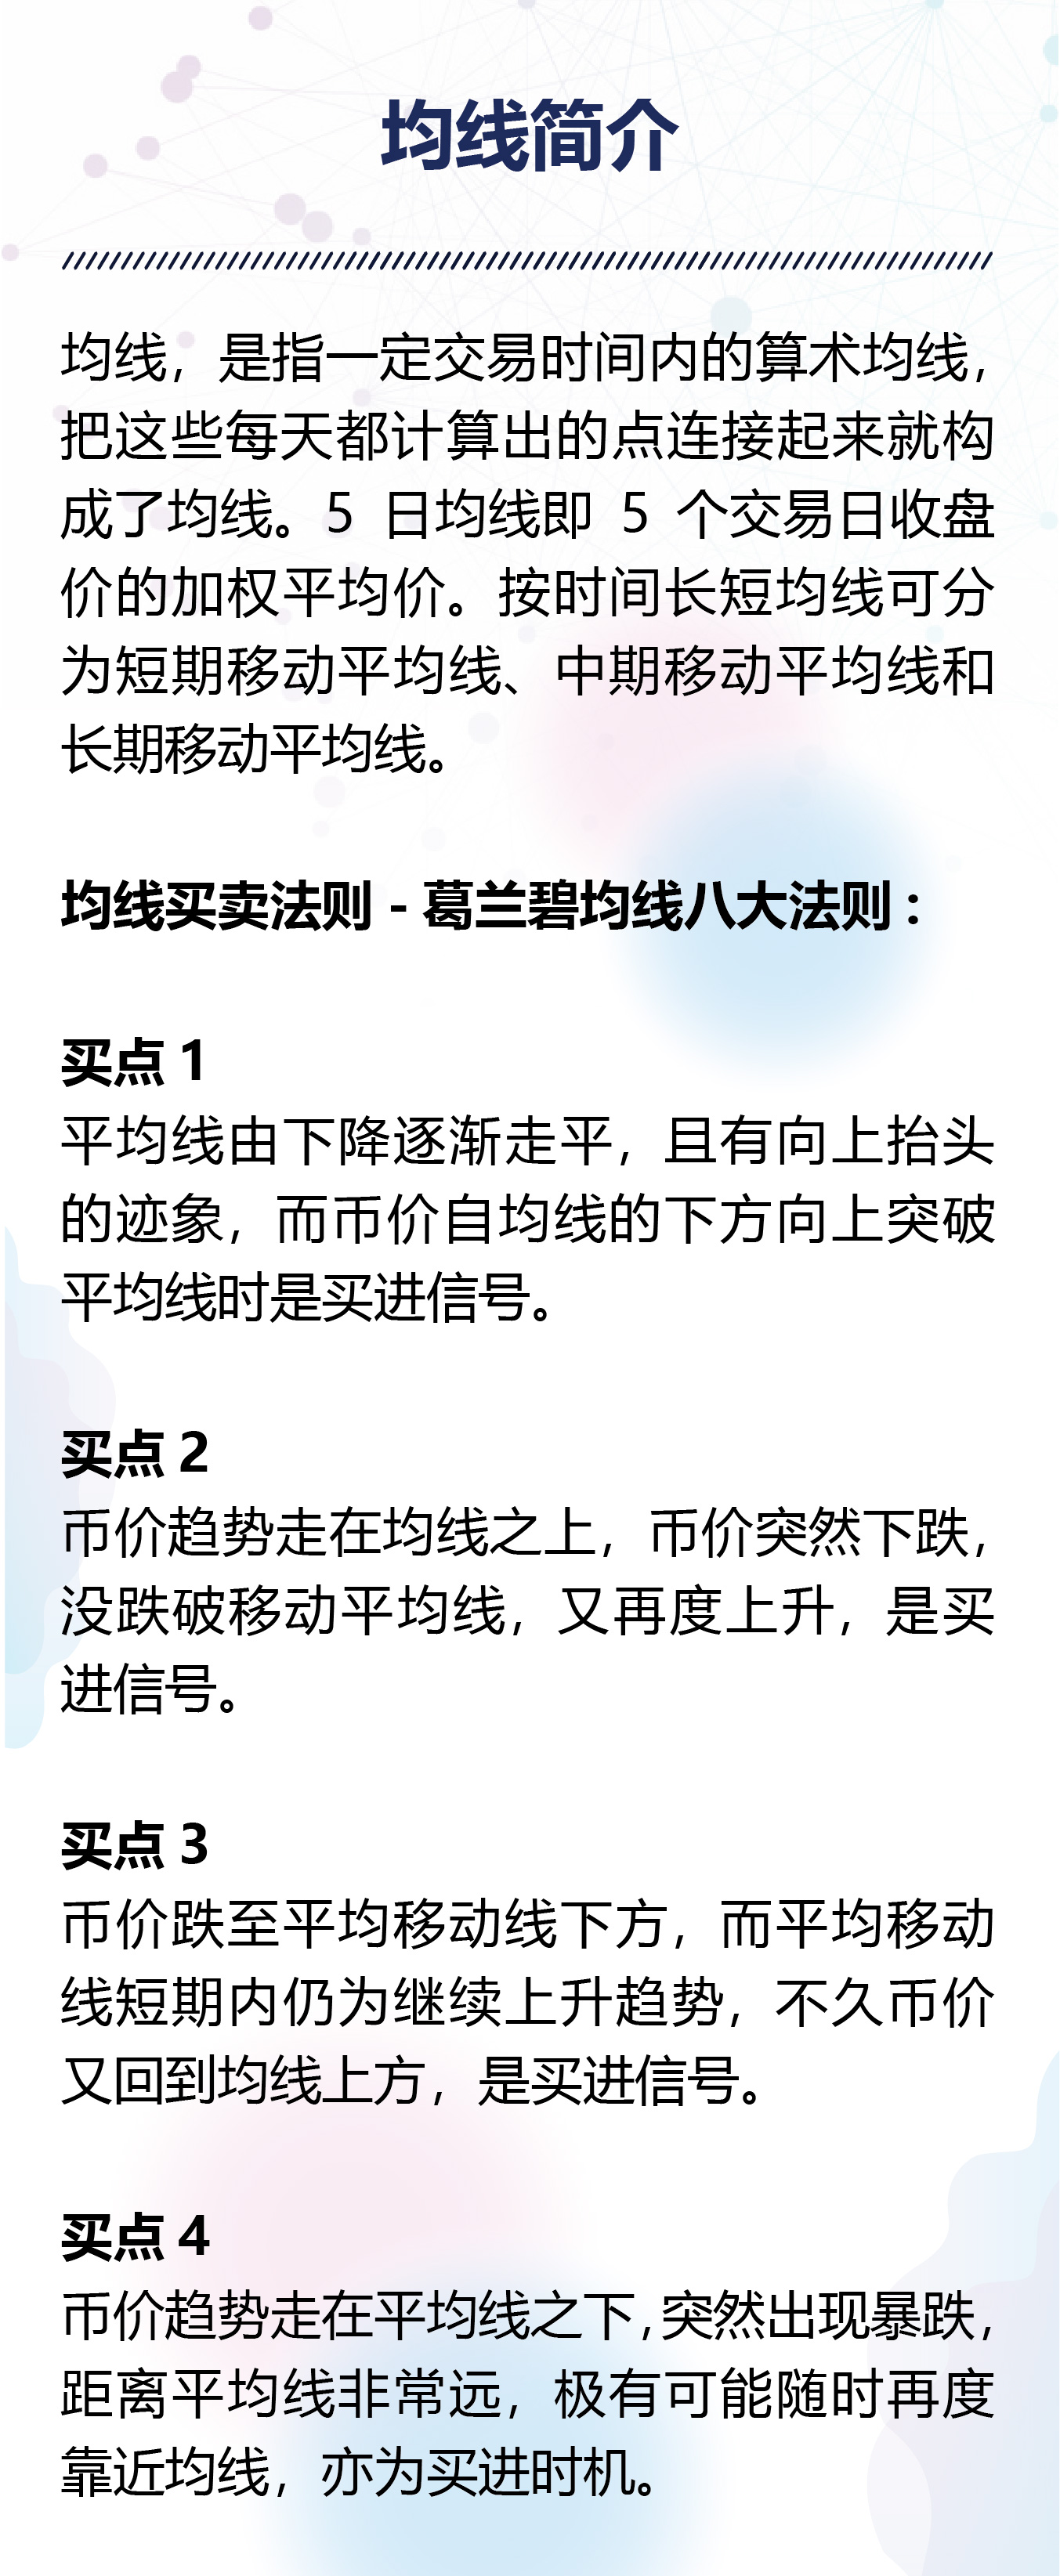 均线简介
均线，是指一定交易时间内的算术均线，
把这些每天都计算出的点连接起来就构
成了均线。5 日均线即 5 个交易日收盘
价的加权平均价。按时间长短均线可分
为短期移动平均线、中期移动平均线和
长期移动平均线。
均线买卖法则 - 葛兰碧均线八大法则：
买点 1
平均线由下降逐渐走平，且有向上抬头
的迹象，而币价自均线的下方向上突破
平均线时是买进信号。
买点 2
币价趋势走在均线之上，币价突然下跌，
没跌破移动平均线，又再度上升，是买
进信号。
买点 3
币价跌至平均移动线下方，而平均移动
线短期内仍为继续上升趋势，不久币价
又回到均线上方，是买进信号。
买点 4
币价趋势走在平均线之下，突然出现暴跌，
距离平均线非常远，极有可能随时再度
靠近均线，亦为买进时机。